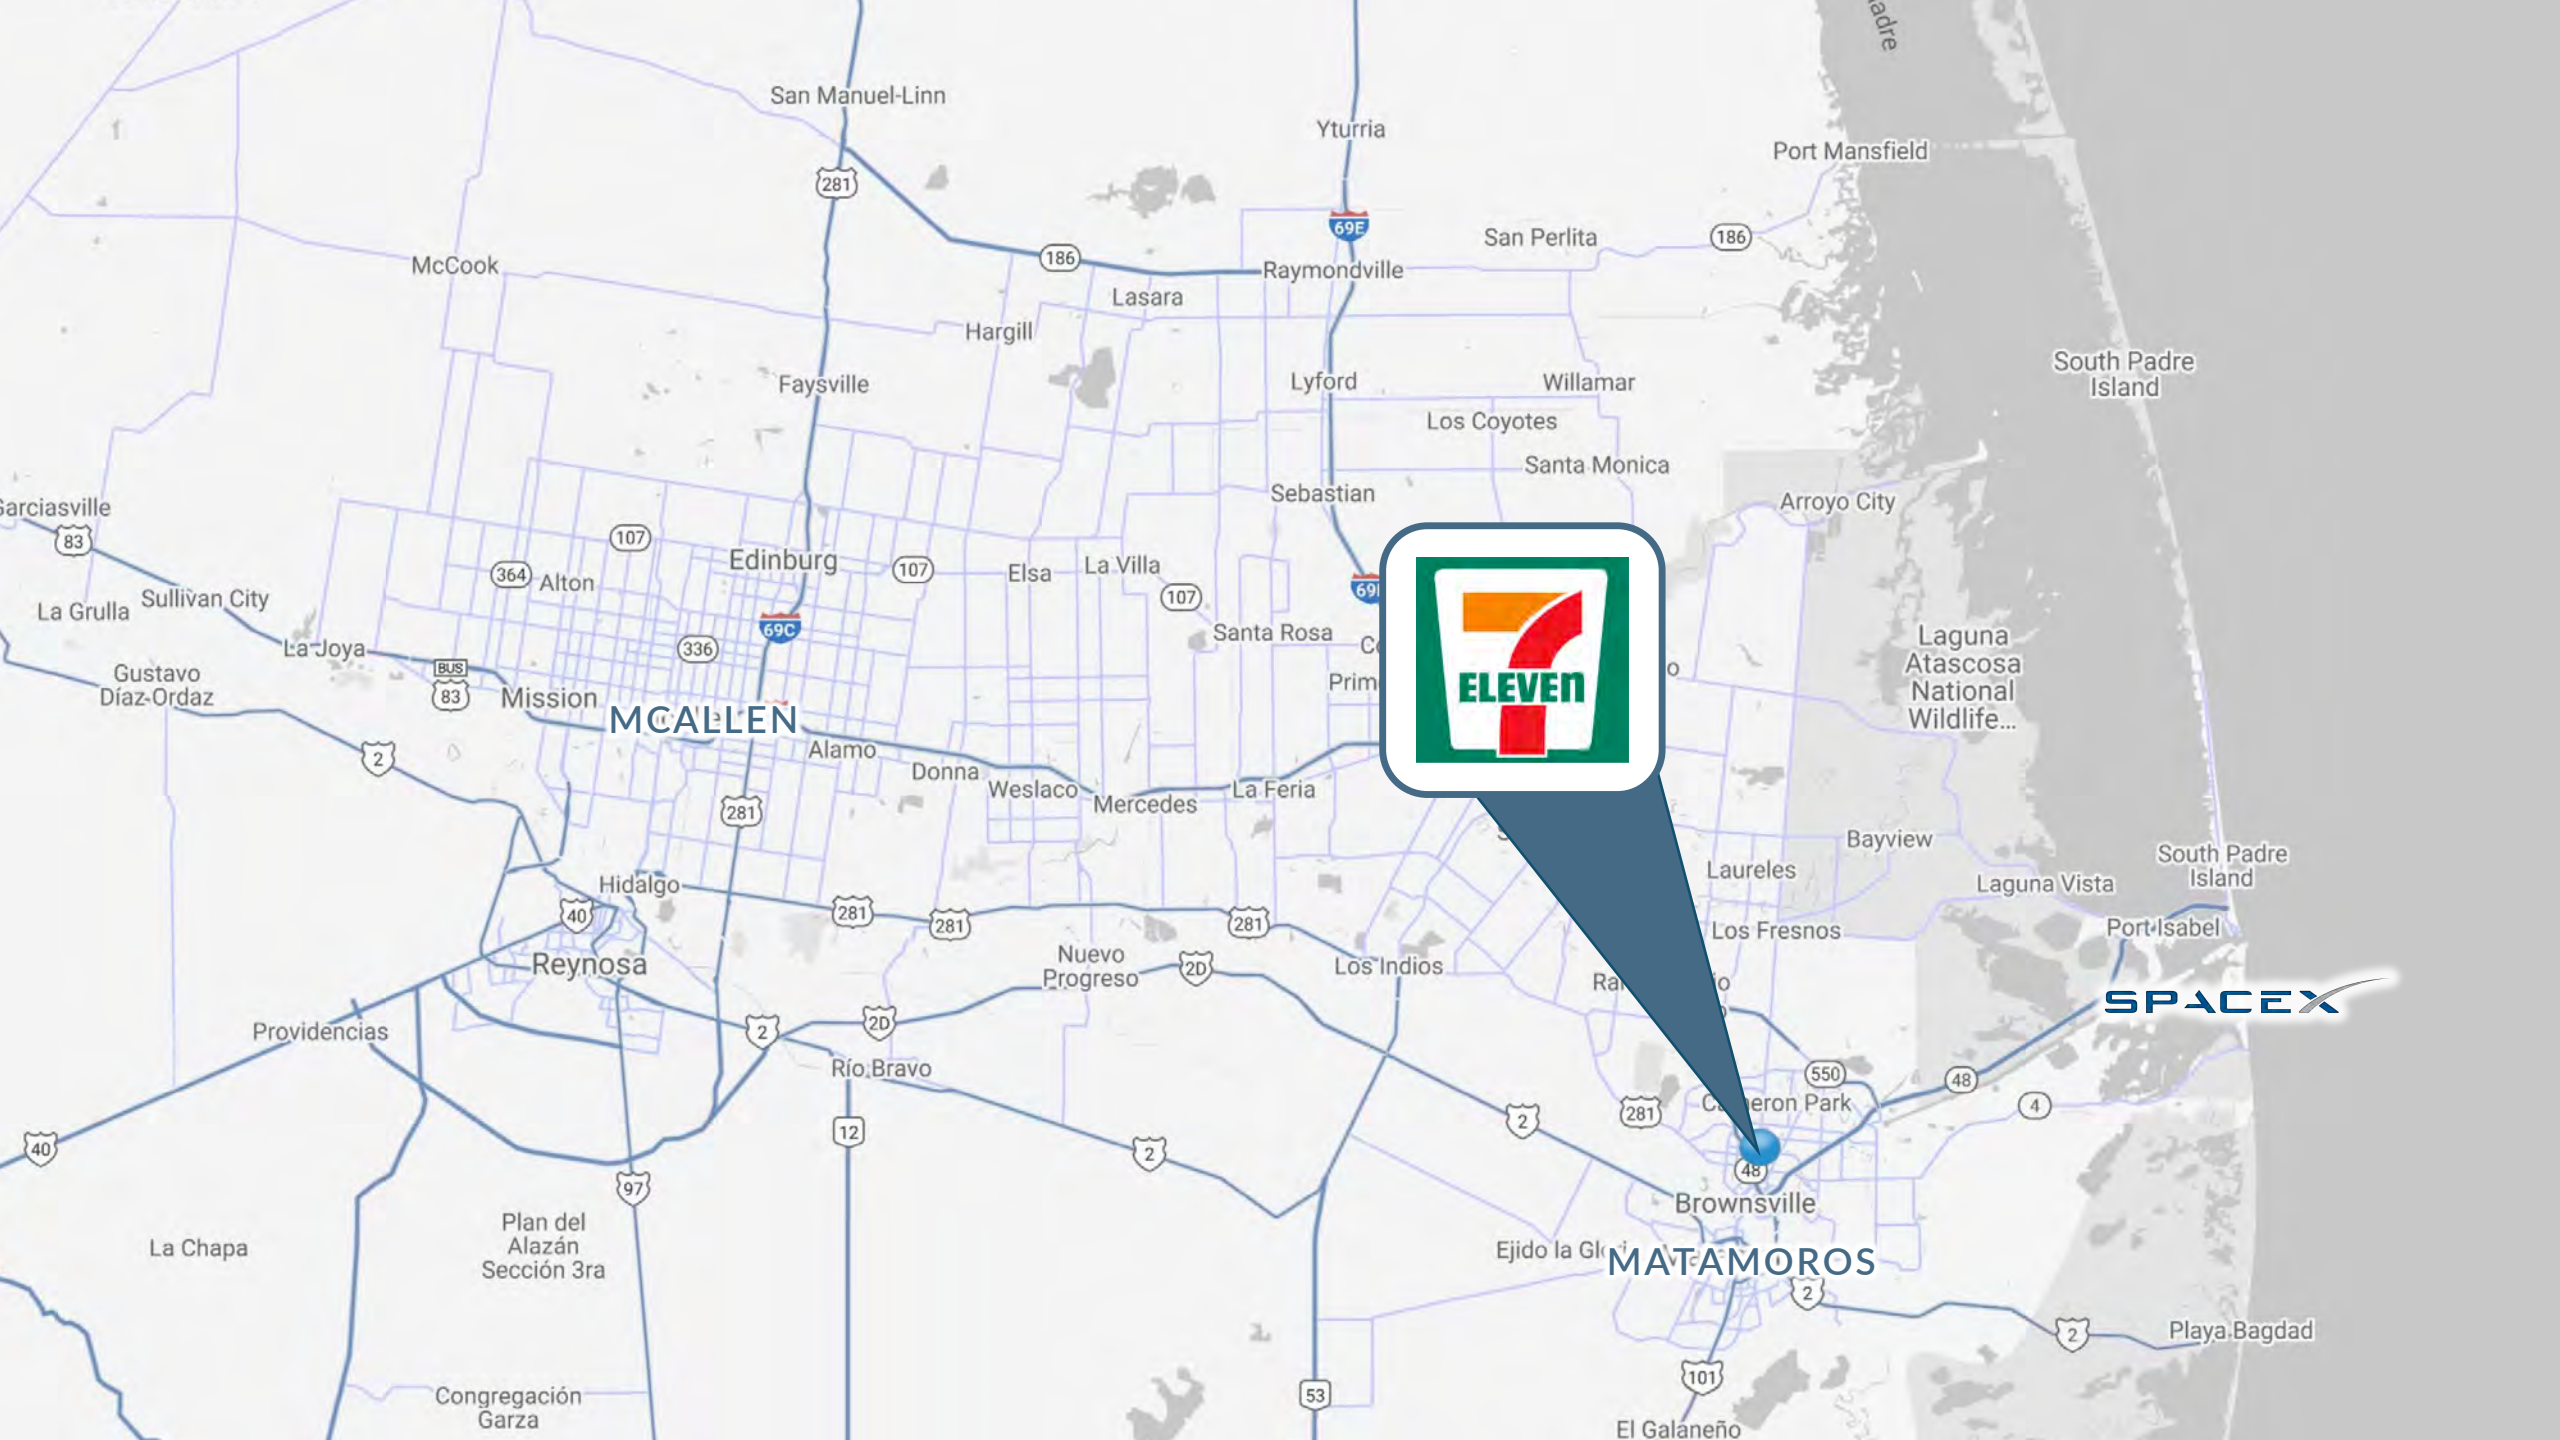 adre
San Manuel-Linn
Yturria
Port Mansfield
281
69E
San Perlita
186
186
McCook
Raymondville
Lasara
Hargill
South Padre
Island
Faysville
Lyford
Willamar
Los Coyotes
Santa Monica
Sebastian
Arroyo City
Garciasville
83
107
Edinburg
107
Elsa
La Villa
364
Alton
107
69
Sullivan City
La Grulla
69C
Santa Rosa
336
La Joya
Laguna
Atascosa
National
Wildlife...
BUS
83
Gustavo
Díaz-Ordaz
Prim
ELEVEn
Mission
MCALLEN
Alamo
2
Donna
Weslaco
Mercedes
La Feria
281
Bayview
South Padre
Island
Laureles
Laguna Vista
Hidalgo
40
281
281
281
Port Isabel
Los Fresnos
Reynosa
Nuevo
Progreso
2D
Los Indios
SPACEX
Providencias
2
2D
Río Bravo
550
48
Cameron Park
4
281
2
12
40
2
48
97
Brownsville
Plan del
Alazán
Sección 3ra
La Chapa
Ejido la Gl
MATAMOROS
2
2
Playa Bagdad
101
53
Congregación
Garza
El Galaneño